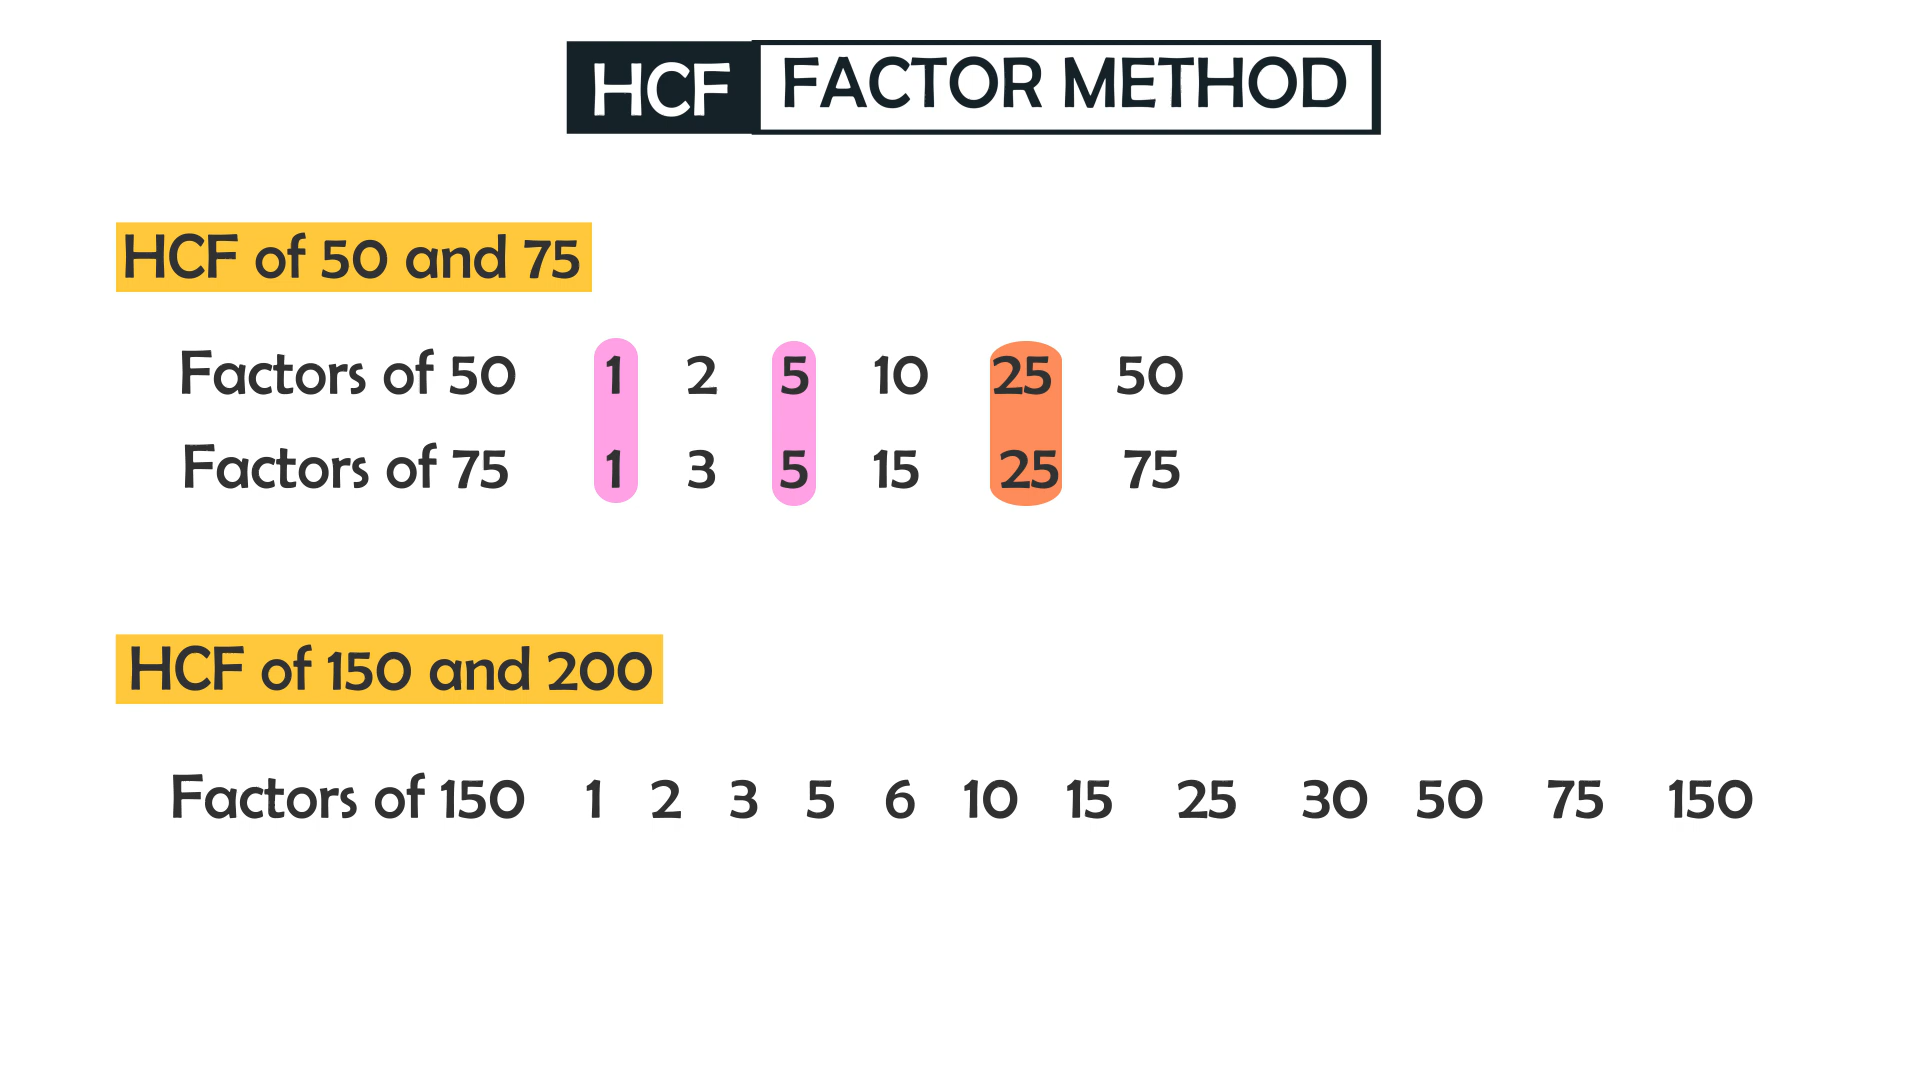 HCF FACTOR METHOD
HCF of 50 and 75
Factors of 50 1 2 5 10 25 50
Factors of 75 1 3 5 15 25 75
HCF of 150 and 200
Factors of 150 1 2 3 5 6 10 15 25 30 50 75 150